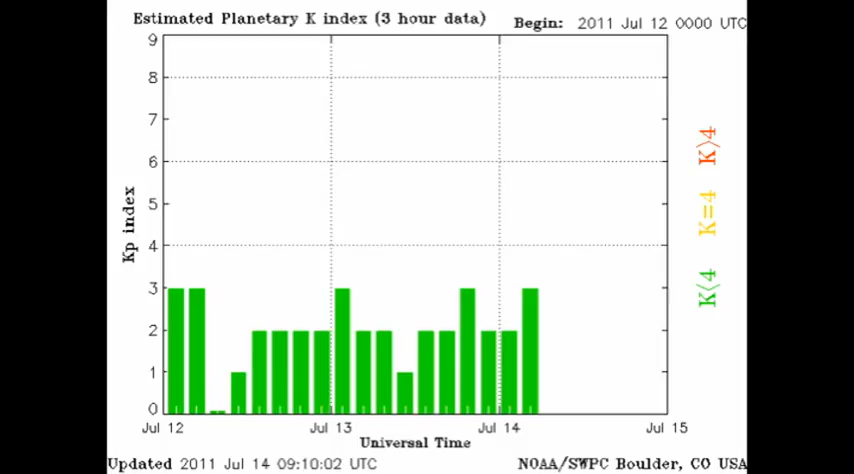 Estimated Planetary K index (3 hour data) Begin: 2011 Jul 12 0000 UTC
9
8
7
6
5
4
3
2
1
0
Kp index
K>4
K=4
K<4
Jul 12 Jul 13 Jul 14 Jul 15
Universal Time
Updated 2011 Jul 14 09:10:02 UTC NOAA/SWPC Boulder, CO USA